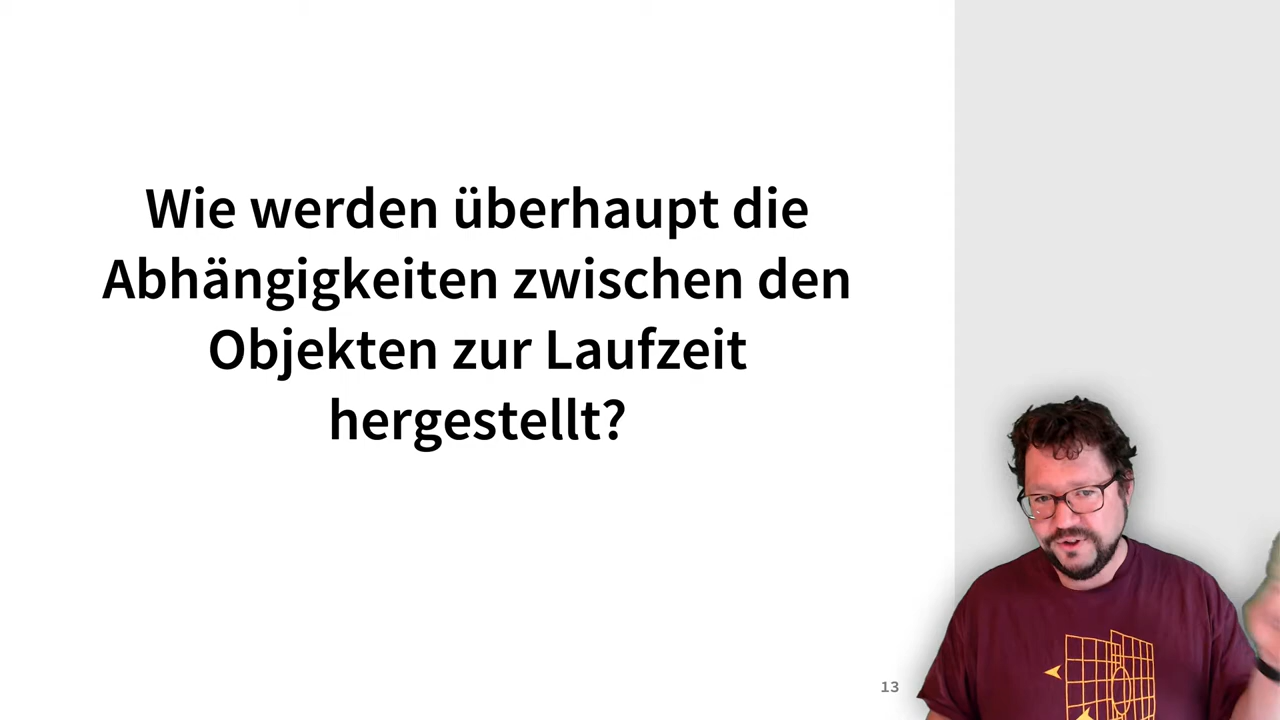 Wie werden überhaupt die
Abhängigkeiten zwischen den
Objekten zur Laufzeit
hergestellt?
13